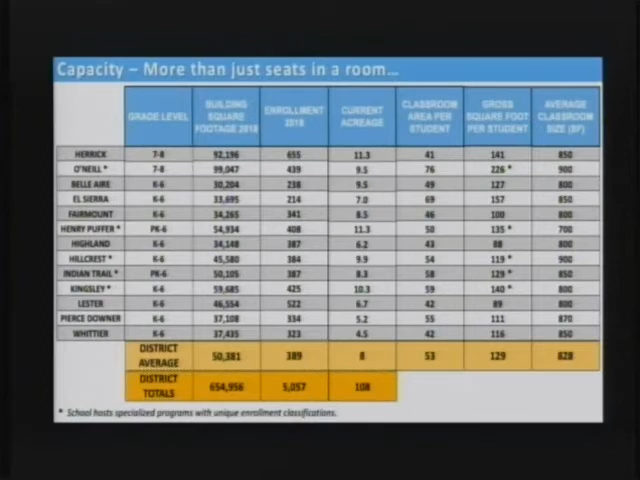 Capacity – More than just seats in a room…
GRADE LEVEL BUILDING SQUARE FOOTAGE 2018 ENROLLMENT 2018 CURRENT ACREAGE CLASSROOM AREA PER STUDENT GROSS SQUARE FOOT PER STUDENT AVERAGE CLASSROOM SIZE (SF)
HERRICK 7-8 92,196 655 11.3 41 141 850
O'NEILL * 7-8 99,047 439 9.5 76 226 * 900
BELLE AIRE K-6 30,204 238 9.5 49 127 800
EL SIERRA K-6 33,695 214 7.0 69 157 850
FAIRMOUNT K-6 34,265 341 8.5 46 100 800
HENRY PUFFER * PK-6 54,934 408 11.3 50 135 * 700
HIGHLAND K-6 34,148 387 6.2 43 88 800
HILLCREST * K-6 45,580 384 9.9 54 119 * 900
INDIAN TRAIL * PK-6 50,105 387 8.3 58 129 * 850
KINGSLEY * K-6 59,685 425 10.3 59 140 * 800
LESTER K-6 46,554 522 6.7 42 89 800
PIERCE DOWNER K-6 37,108 334 5.2 55 111 870
WHITTIER K-6 37,435 323 4.5 42 116 850
DISTRICT AVERAGE 50,381 389 8 53 129 828
DISTRICT TOTALS 654,956 5,057 108
* School hosts specialized programs with unique enrollment classifications.